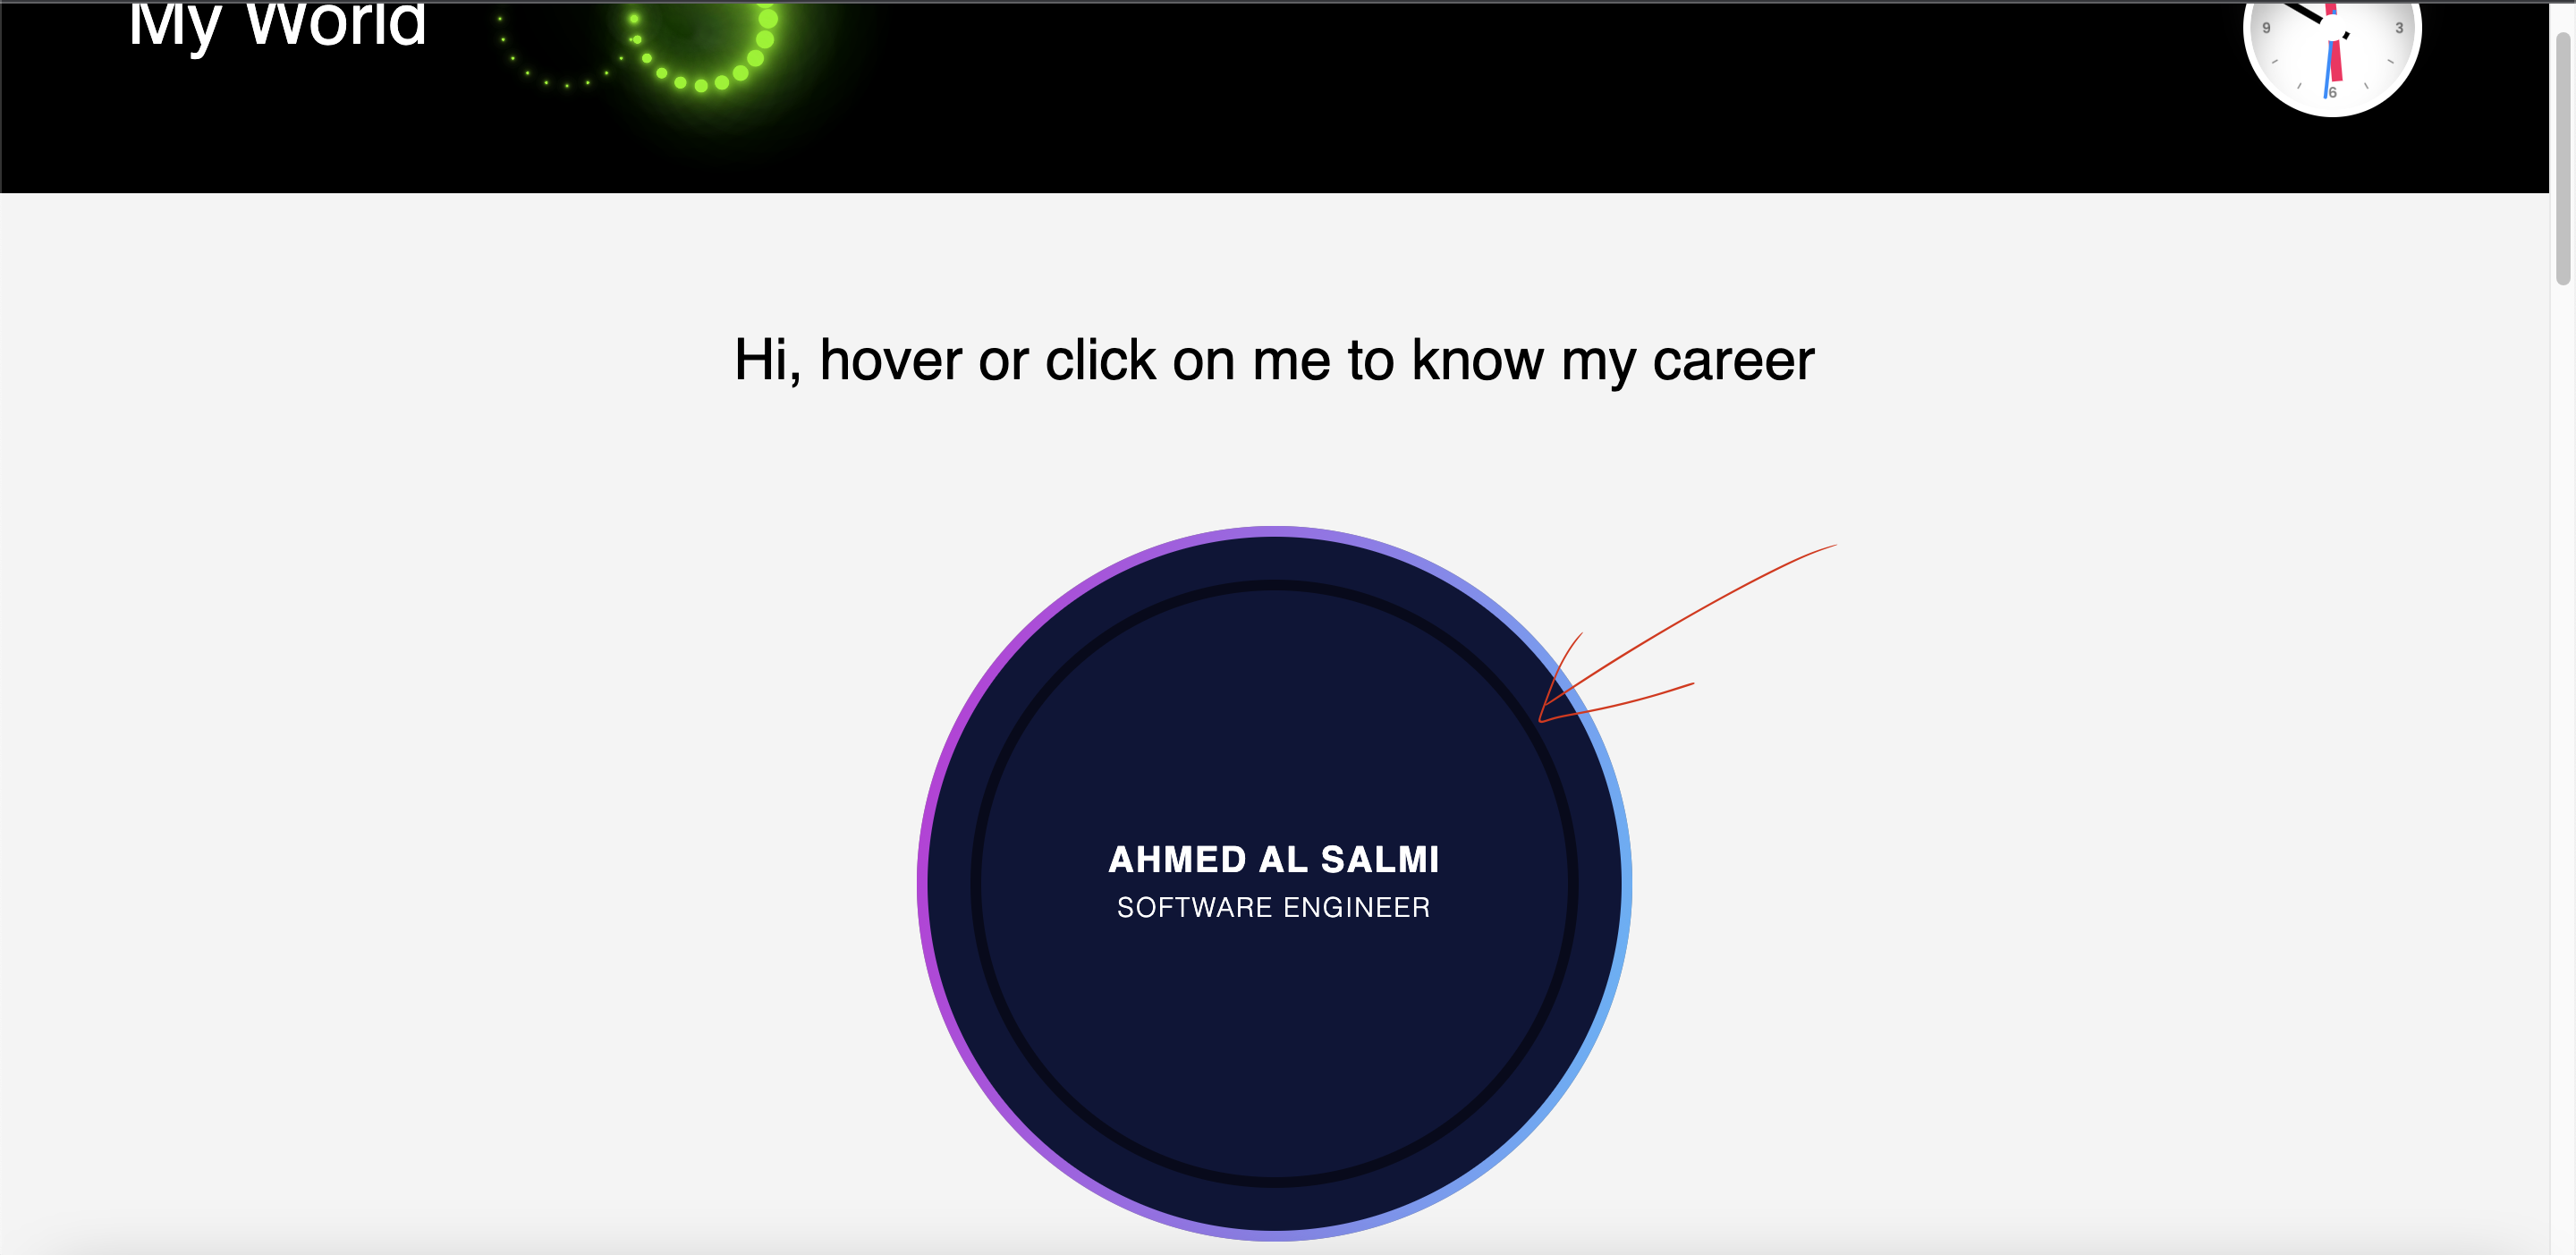 My World
9
3
6
Hi, hover or click on me to know my career
AHMED AL SALMI
SOFTWARE ENGINEER